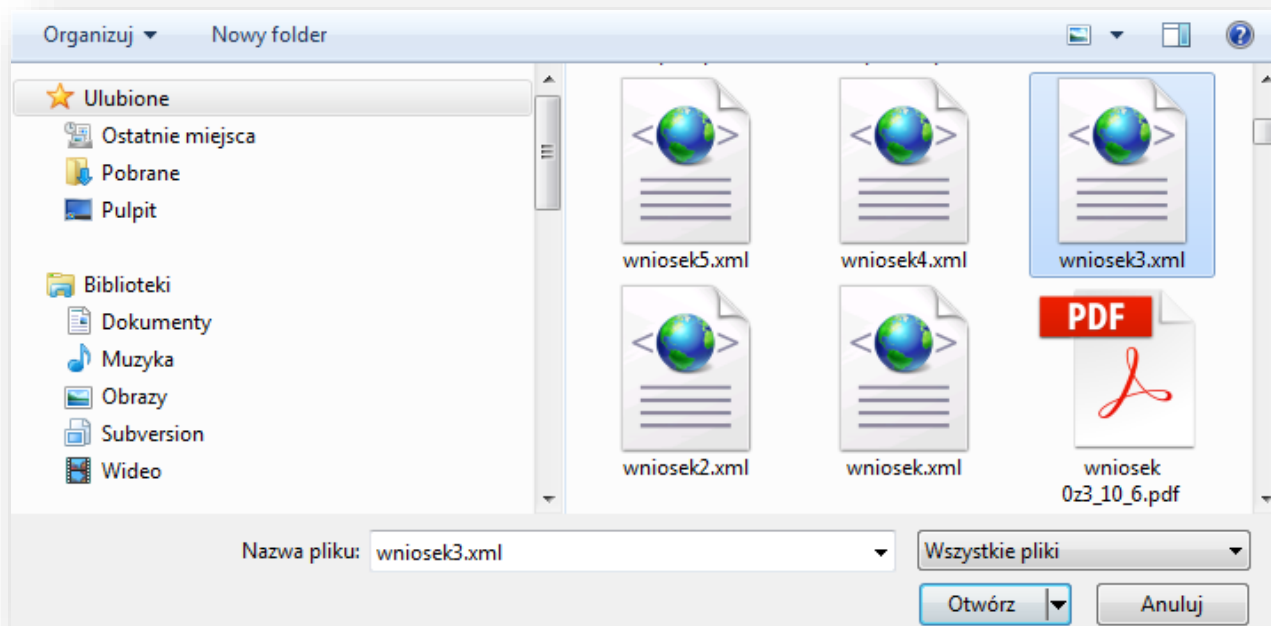 Organizuj
Nowy folder
Ulubione
Ostatnie miejsca
Pobrane
Pulpit
Biblioteki
Dokumenty
Muzyka
Obrazy
Subversion
Wideo
wniosek5.xml
wniosek4.xml
wniosek3.xml
PDF
wniosek2.xml
wniosek.xml
wniosek
0z3_10_6.pdf
Nazwa pliku: wniosek3.xml
Wszystkie pliki
Otwórz
Anuluj